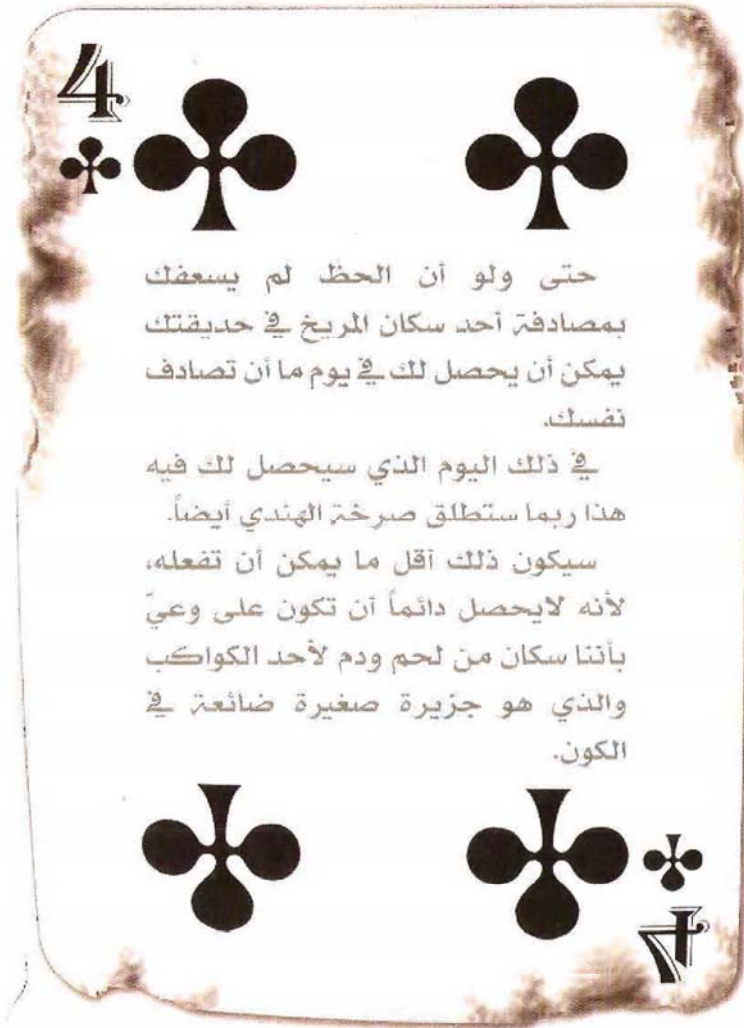 4
حتى ولو أن الحظ لم يسعفك
بمصادفة أحد سكان المريخ في حديقتك
يمكن أن يحصل لك في يوم ما أن تصادف
نفسك.
في ذلك اليوم الذي سيحصل لك فيه
هذا ربما ستطلق صرخة الهندي أيضاً.
سيكون ذلك أقل ما يمكن أن تفعله،
لأنه لايحصل دائماً أن تكون على وعيّ
بأننا سكان من لحم ودم لأحد الكواكب
والذي هو جزيرة صغيرة ضائعة في
الكون.
4